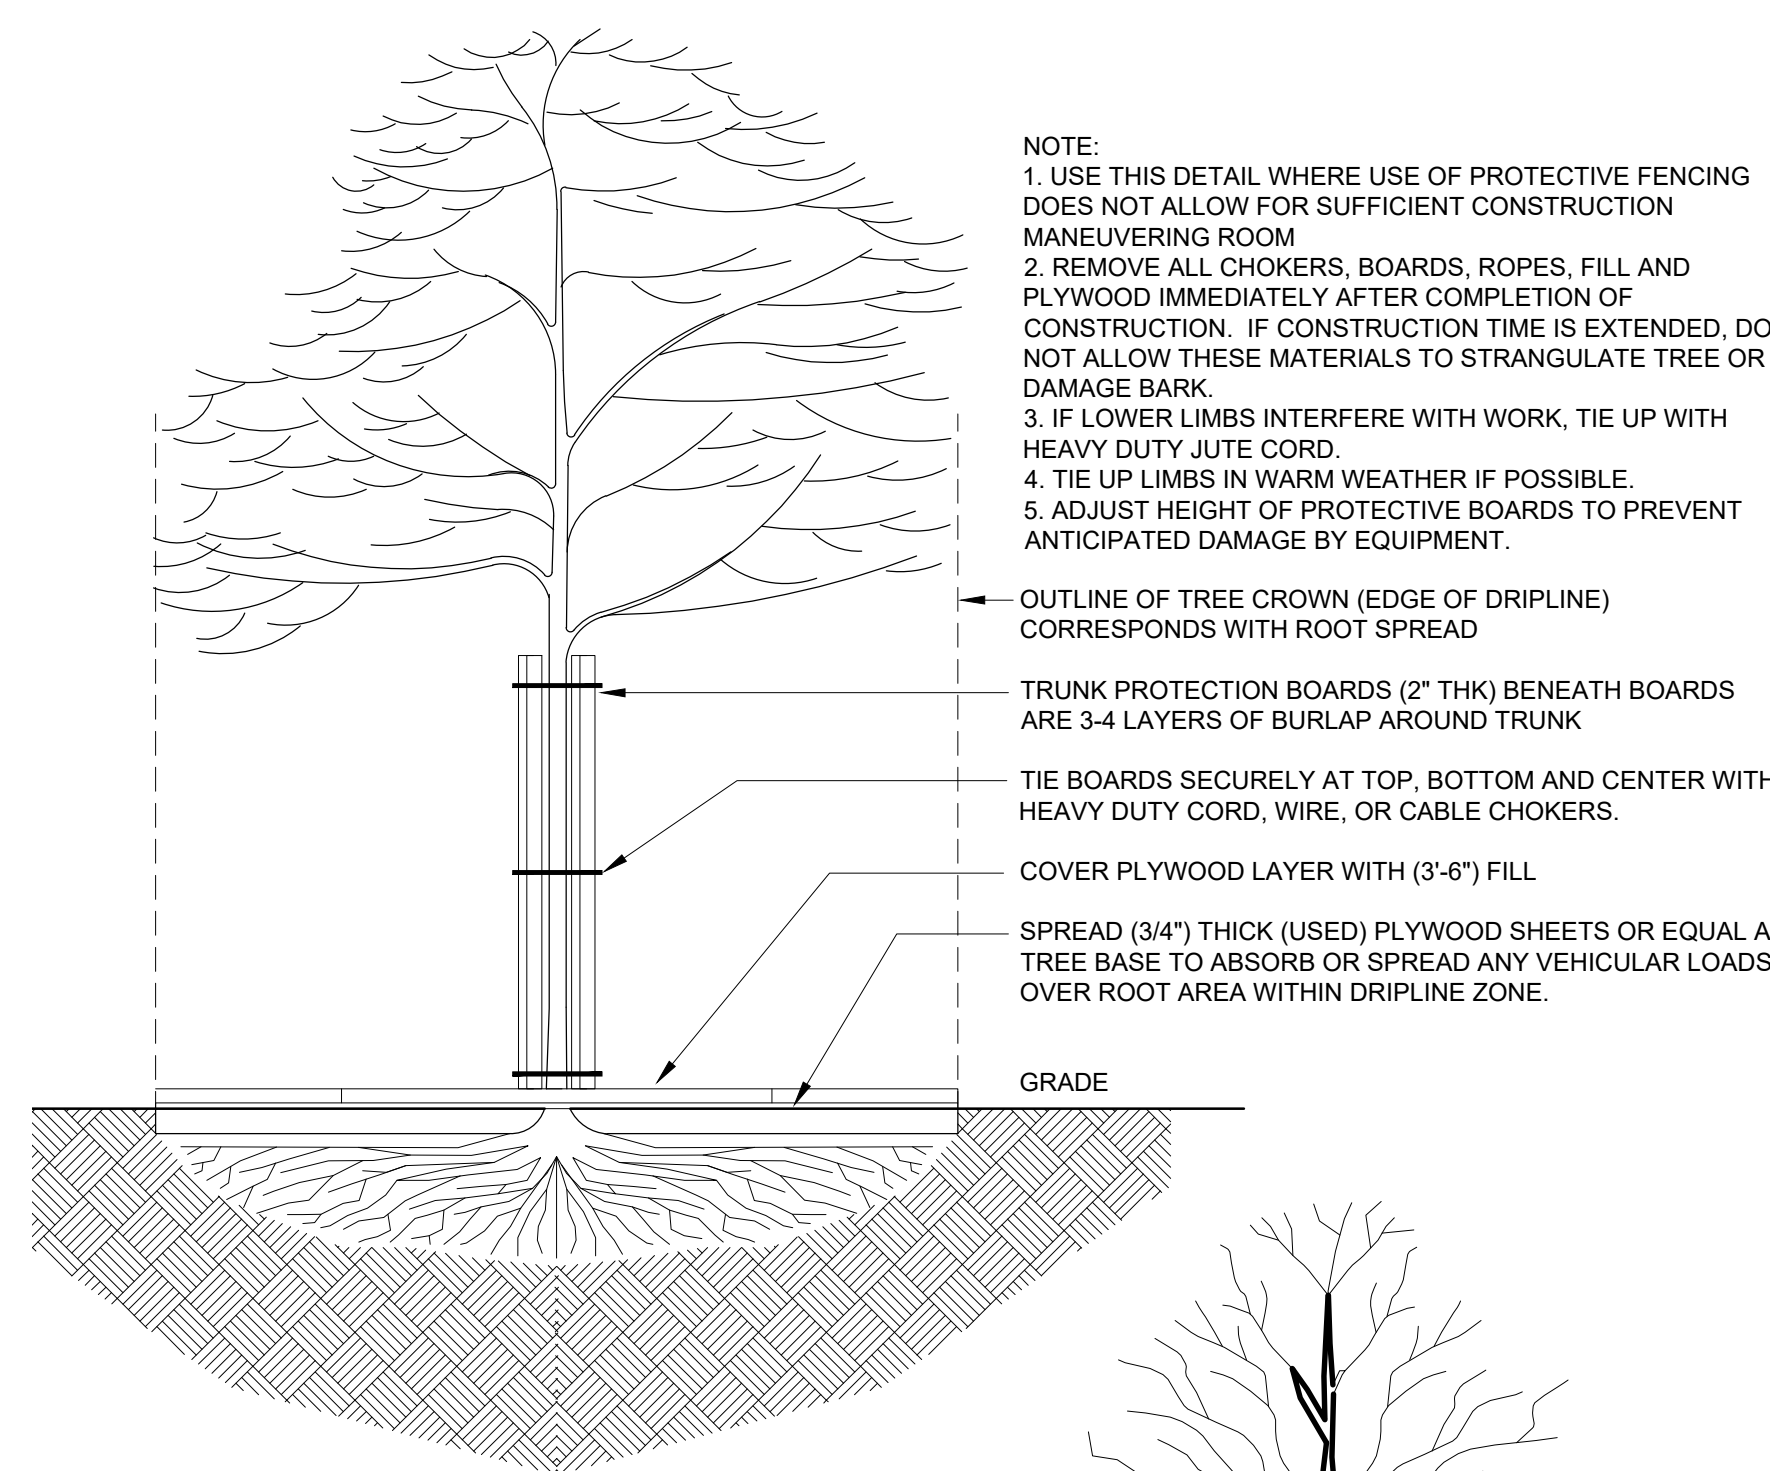 NOTE:
1. USE THIS DETAIL WHERE USE OF PROTECTIVE FENCING
DOES NOT ALLOW FOR SUFFICIENT CONSTRUCTION
MANEUVERING ROOM
2. REMOVE ALL CHOKERS, BOARDS, ROPES, FILL AND
PLYWOOD IMMEDIATELY AFTER COMPLETION OF
CONSTRUCTION.  IF CONSTRUCTION TIME IS EXTENDED, DO
NOT ALLOW THESE MATERIALS TO STRANGULATE TREE OR
DAMAGE BARK.
3. IF LOWER LIMBS INTERFERE WITH WORK, TIE UP WITH
HEAVY DUTY JUTE CORD.
4. TIE UP LIMBS IN WARM WEATHER IF POSSIBLE.
5. ADJUST HEIGHT OF PROTECTIVE BOARDS TO PREVENT
ANTICIPATED DAMAGE BY EQUIPMENT.
OUTLINE OF TREE CROWN (EDGE OF DRIPLINE)
CORRESPONDS WITH ROOT SPREAD
TRUNK PROTECTION BOARDS (2" THK) BENEATH BOARDS
ARE 3-4 LAYERS OF BURLAP AROUND TRUNK
TIE BOARDS SECURELY AT TOP, BOTTOM AND CENTER WITH
HEAVY DUTY CORD, WIRE, OR CABLE CHOKERS.
COVER PLYWOOD LAYER WITH (3'-6") FILL
SPREAD (3/4") THICK (USED) PLYWOOD SHEETS OR EQUAL A
TREE BASE TO ABSORB OR SPREAD ANY VEHICULAR LOADS
OVER ROOT AREA WITHIN DRIPLINE ZONE.
GRADE